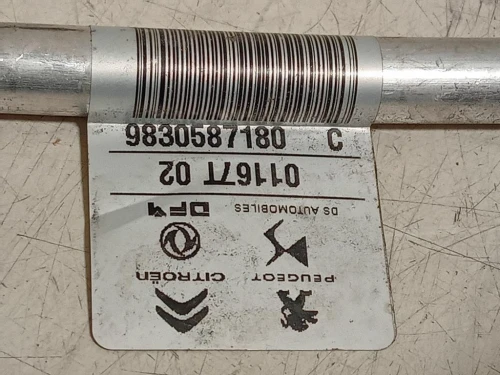 PEUGEOT CITROËN
DS AUTOMOBILES DFM
01167T 02
9830587180 C